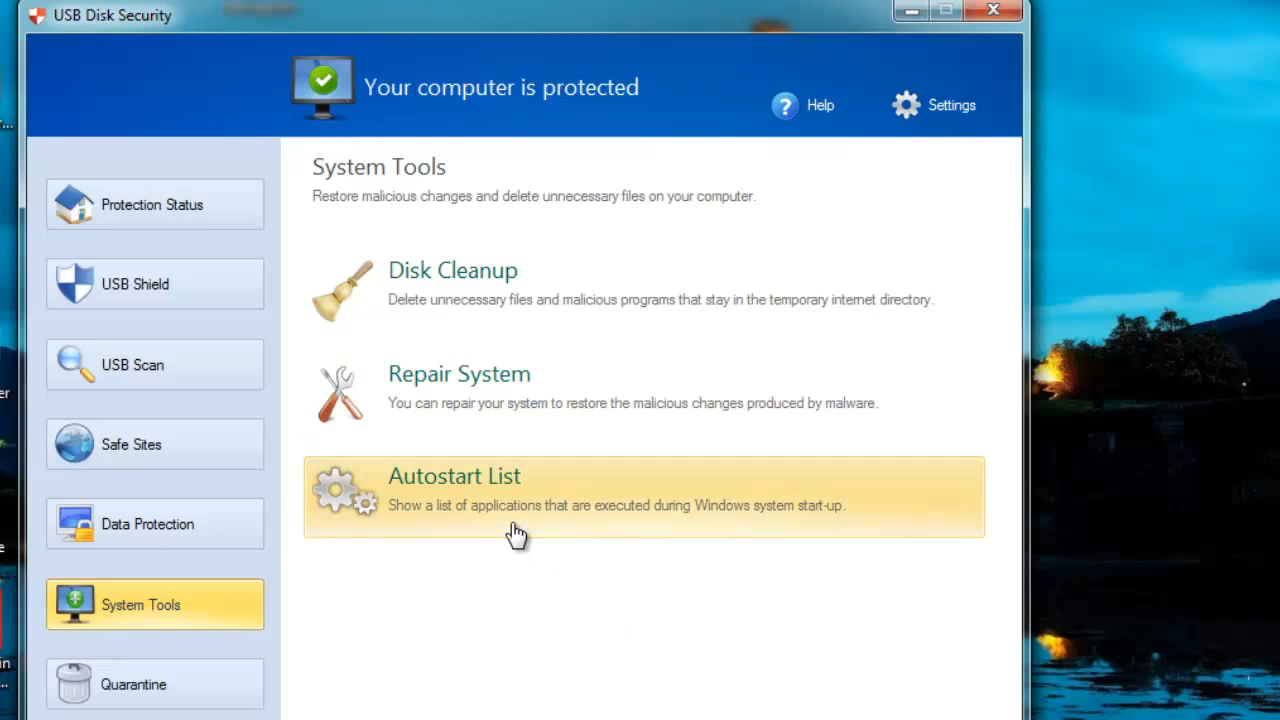 USB Disk Security
Your computer is protected
Help
Settings
Protection Status
USB Shield
USB Scan
Safe Sites
Data Protection
System Tools
Quarantine
System Tools
Restore malicious changes and delete unnecessary files on your computer.
Disk Cleanup
Delete unnecessary files and malicious programs that stay in the temporary internet directory.
Repair System
You can repair your system to restore the malicious changes produced by malware.
Autostart List
Show a list of applications that are executed during Windows system start-up.